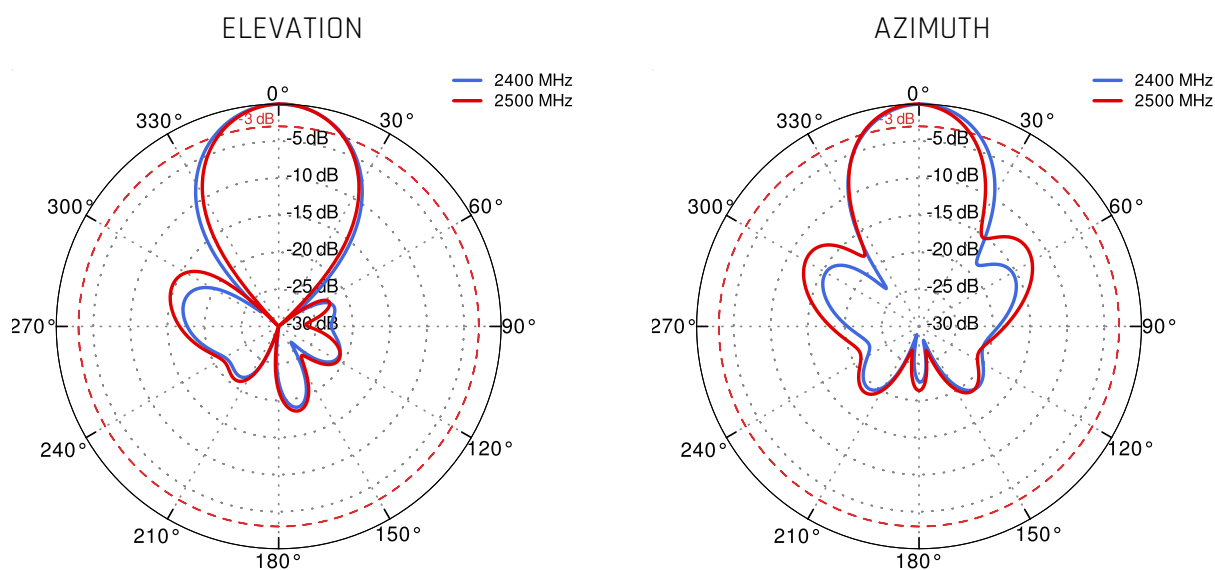 ELEVATION
2400 MHz
2500 MHz
0°
-3 dB
330°
30°
-5 dB
-10 dB
300°
60°
-15 dB
-20 dB
-25 dB
270°
-30 dB
90°
240°
120°
210°
150°
180°
AZIMUTH
2400 MHz
2500 MHz
0°
-3 dB
330°
30°
-5 dB
-10 dB
300°
60°
-15 dB
-20 dB
-25 dB
270°
-30 dB
90°
240°
120°
210°
150°
180°